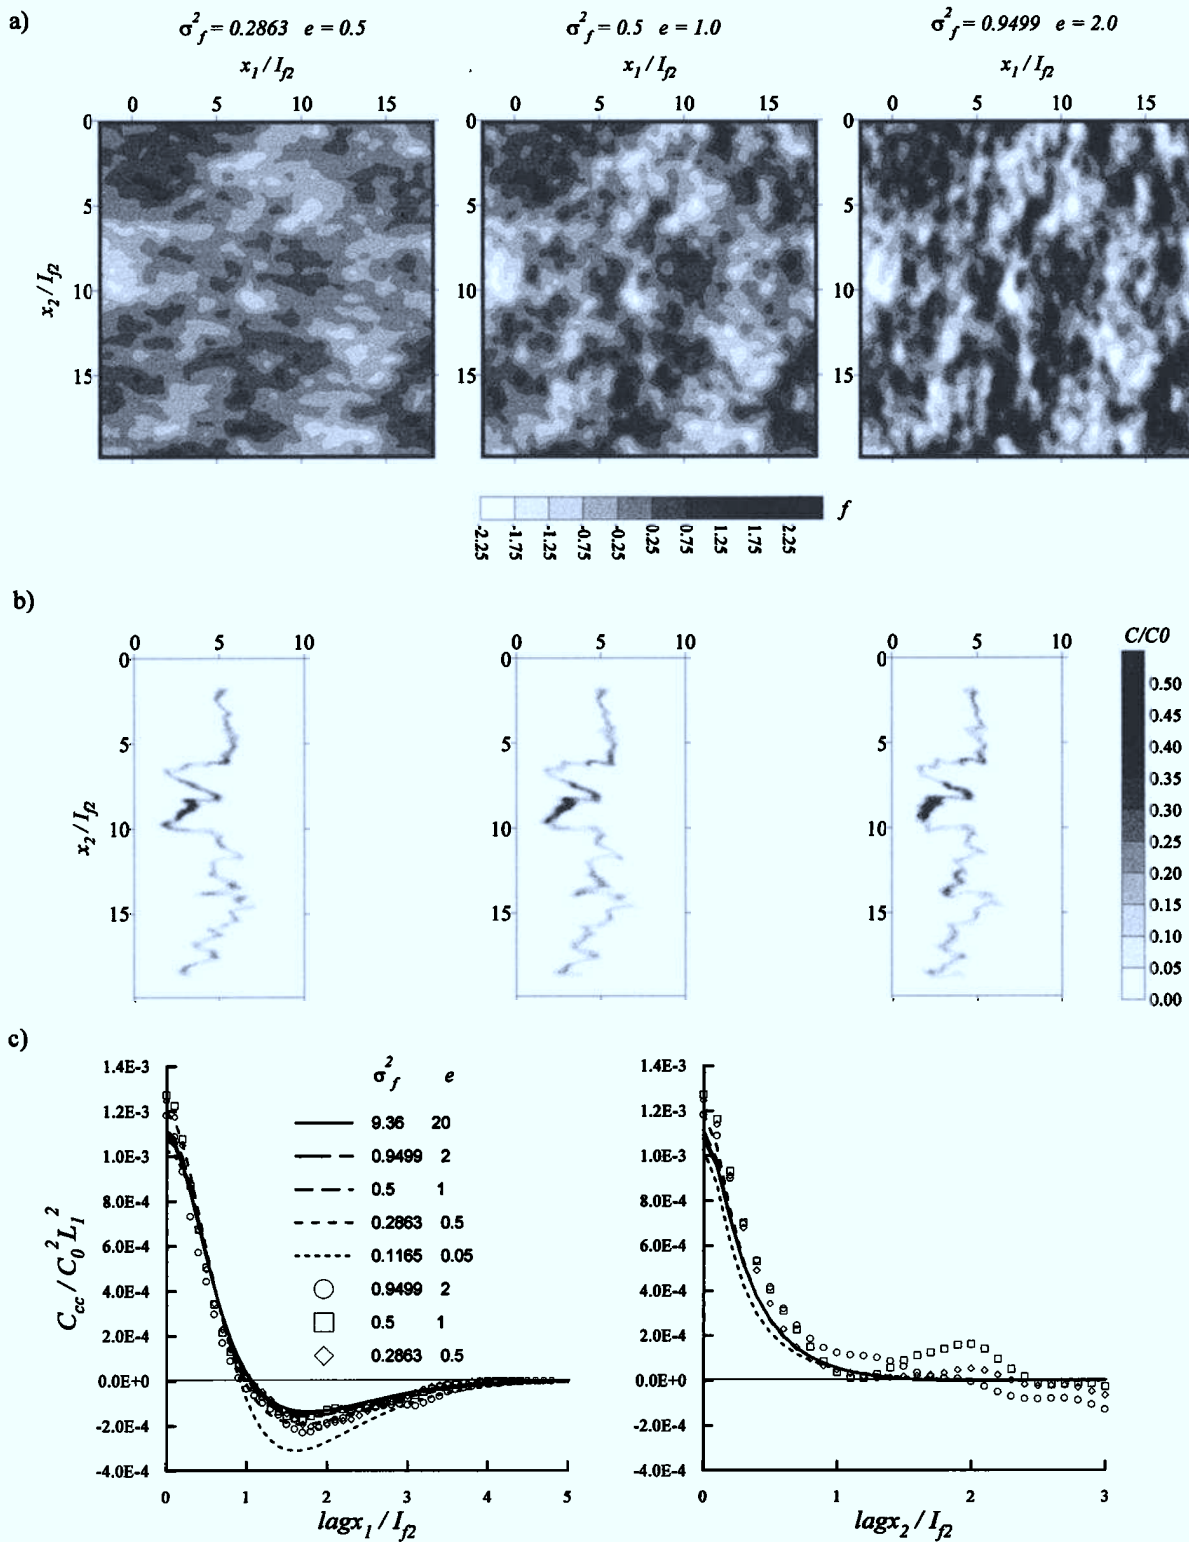 a)
σ²f = 0.2863 e = 0.5
σ²f = 0.5 e = 1.0
σ²f = 0.9499 e = 2.0
x1 / If2
x1 / If2
x1 / If2
0 5 10 15
0 5 10 15
0 5 10 15
0
5
10
15
x2 / If2
0
5
10
15
0
5
10
15
-2.25 -1.75 -1.25 -0.75 -0.25 0.25 0.75 1.25 1.75 2.25
f
b)
0 5 10
0 5 10
0 5 10
C/C0
0
5
10
15
x2 / If2
0
5
10
15
0
5
10
15
0.50
0.45
0.40
0.35
0.30
0.25
0.20
0.15
0.10
0.05
0.00
c)
1.4E-3
1.2E-3
1.0E-3
8.0E-4
6.0E-4
4.0E-4
2.0E-4
0.0E+0
-2.0E-4
-4.0E-4
Ccc / C0² L1²
σ²f e
9.36 20
0.9499 2
0.5 1
0.2863 0.5
0.1165 0.05
0.9499 2
0.5 1
0.2863 0.5
0 1 2 3 4 5
lagx1 / If2
1.4E-3
1.2E-3
1.0E-3
8.0E-4
6.0E-4
4.0E-4
2.0E-4
0.0E+0
-2.0E-4
-4.0E-4
0 1 2 3
lagx2 / If2